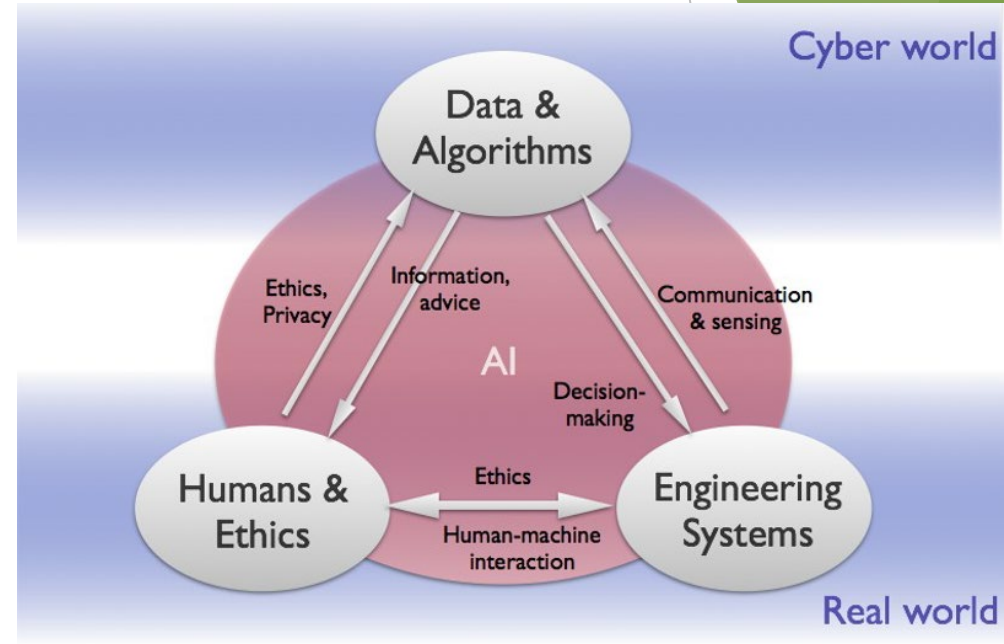 Cyber world
Data &
Algorithms
Ethics,
Privacy
Information,
advice
Communication
& sensing
AI
Decision-
making
Humans &
Ethics
Ethics
Human-machine
interaction
Engineering
Systems
Real world